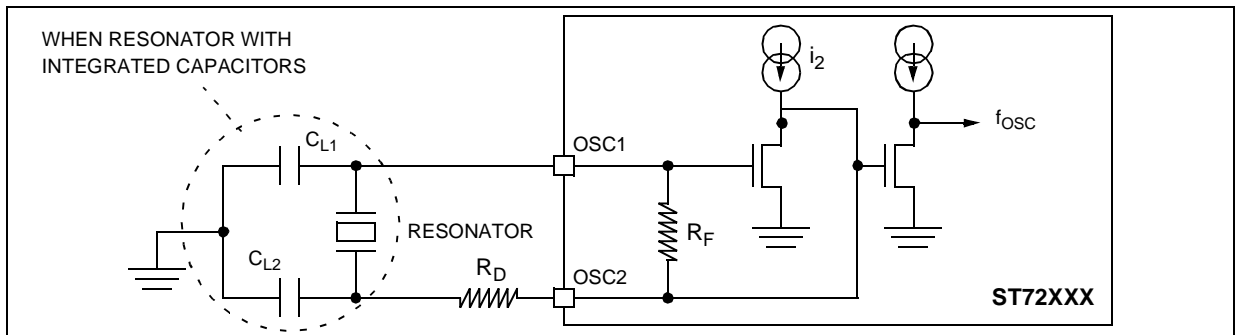 WHEN RESONATOR WITH
INTEGRATED CAPACITORS
i2
fOSC
CL1
OSC1
RESONATOR
RF
CL2
RD
OSC2
ST72XXX